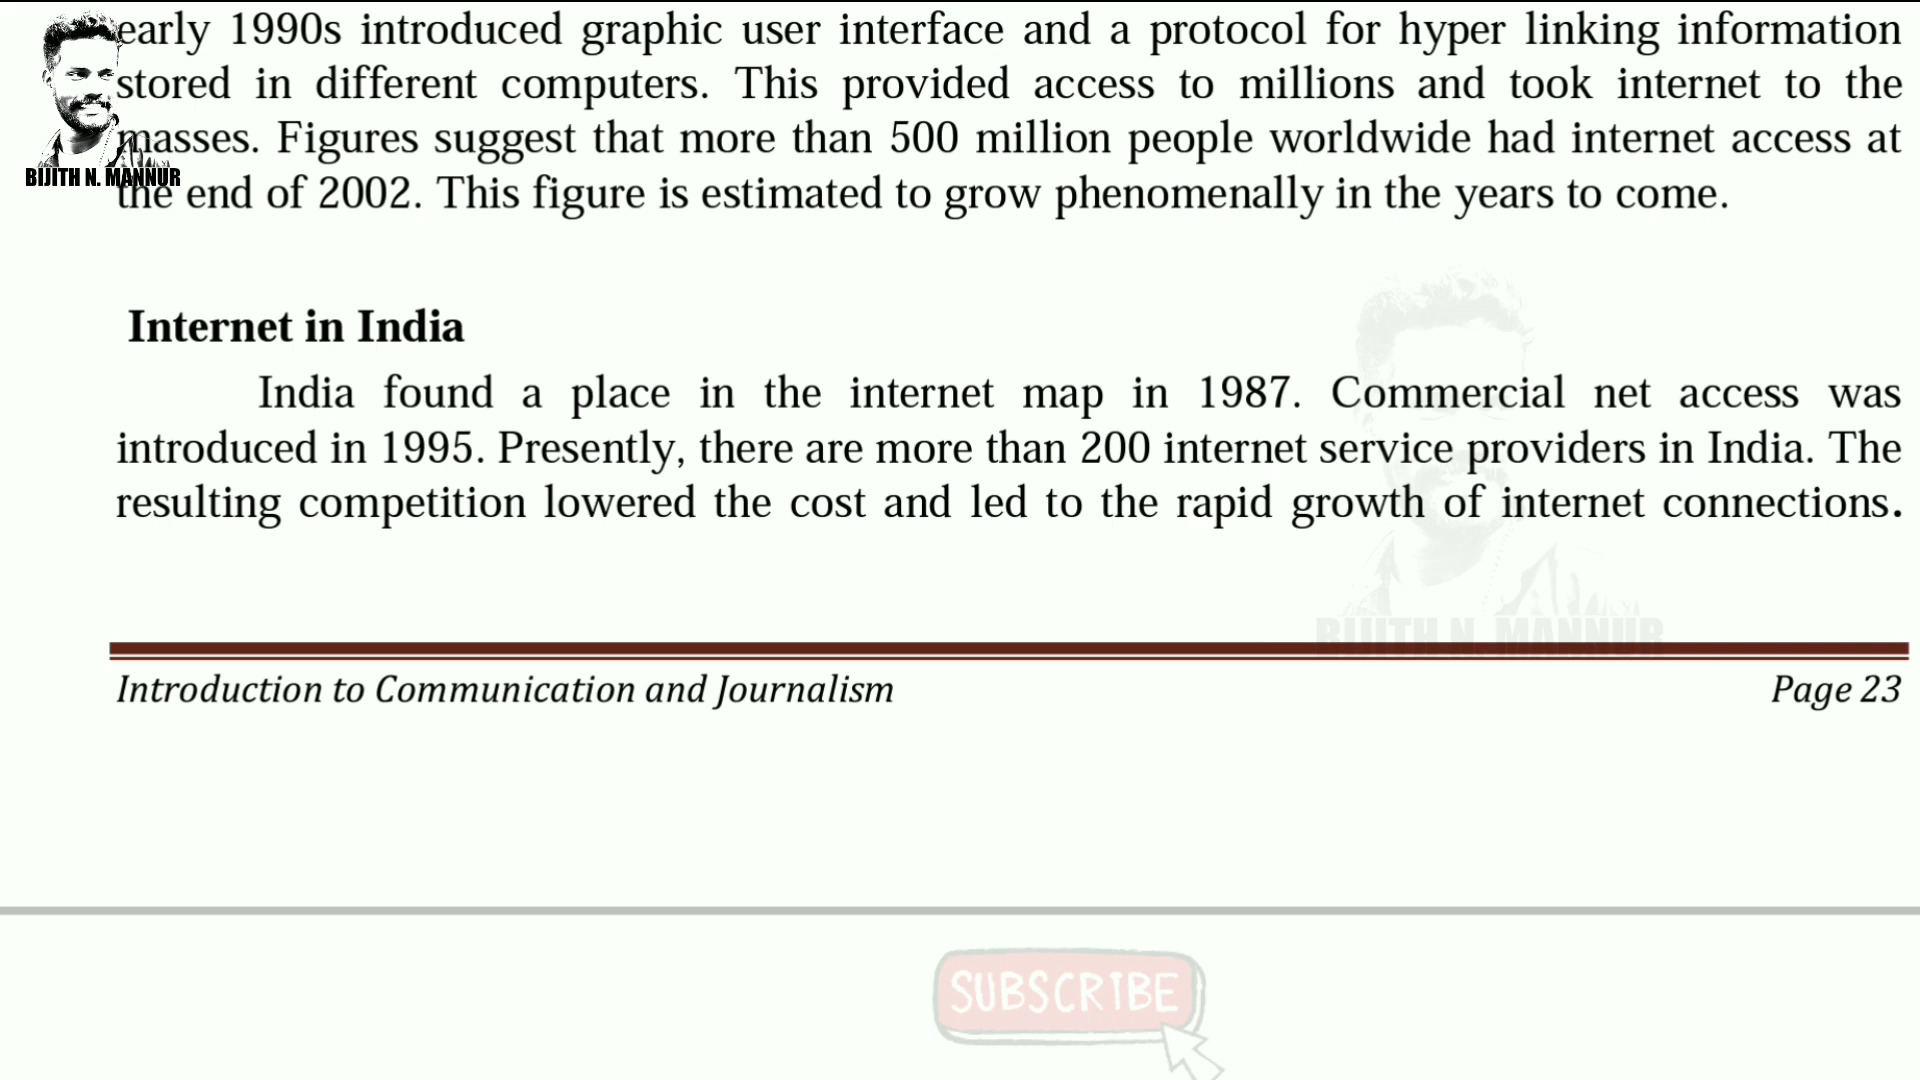 early 1990s introduced graphic user interface and a protocol for hyper linking information
stored in different computers. This provided access to millions and took internet to the
masses. Figures suggest that more than 500 million people worldwide had internet access at
the end of 2002. This figure is estimated to grow phenomenally in the years to come.
BIJITH N. MANNUR
Internet in India
India found a place in the internet map in 1987. Commercial net access was
introduced in 1995. Presently, there are more than 200 internet service providers in India. The
resulting competition lowered the cost and led to the rapid growth of internet connections.
BIJITH N. MANNUR
Introduction to Communication and Journalism
Page 23
SUBSCRIBE